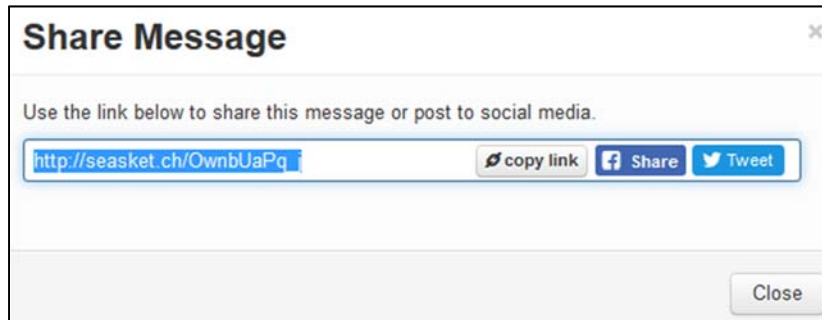 Share Message
Use the link below to share this message or post to social media.
http://seasket.ch/OwnbUaPq_j copy link Share Tweet
Close